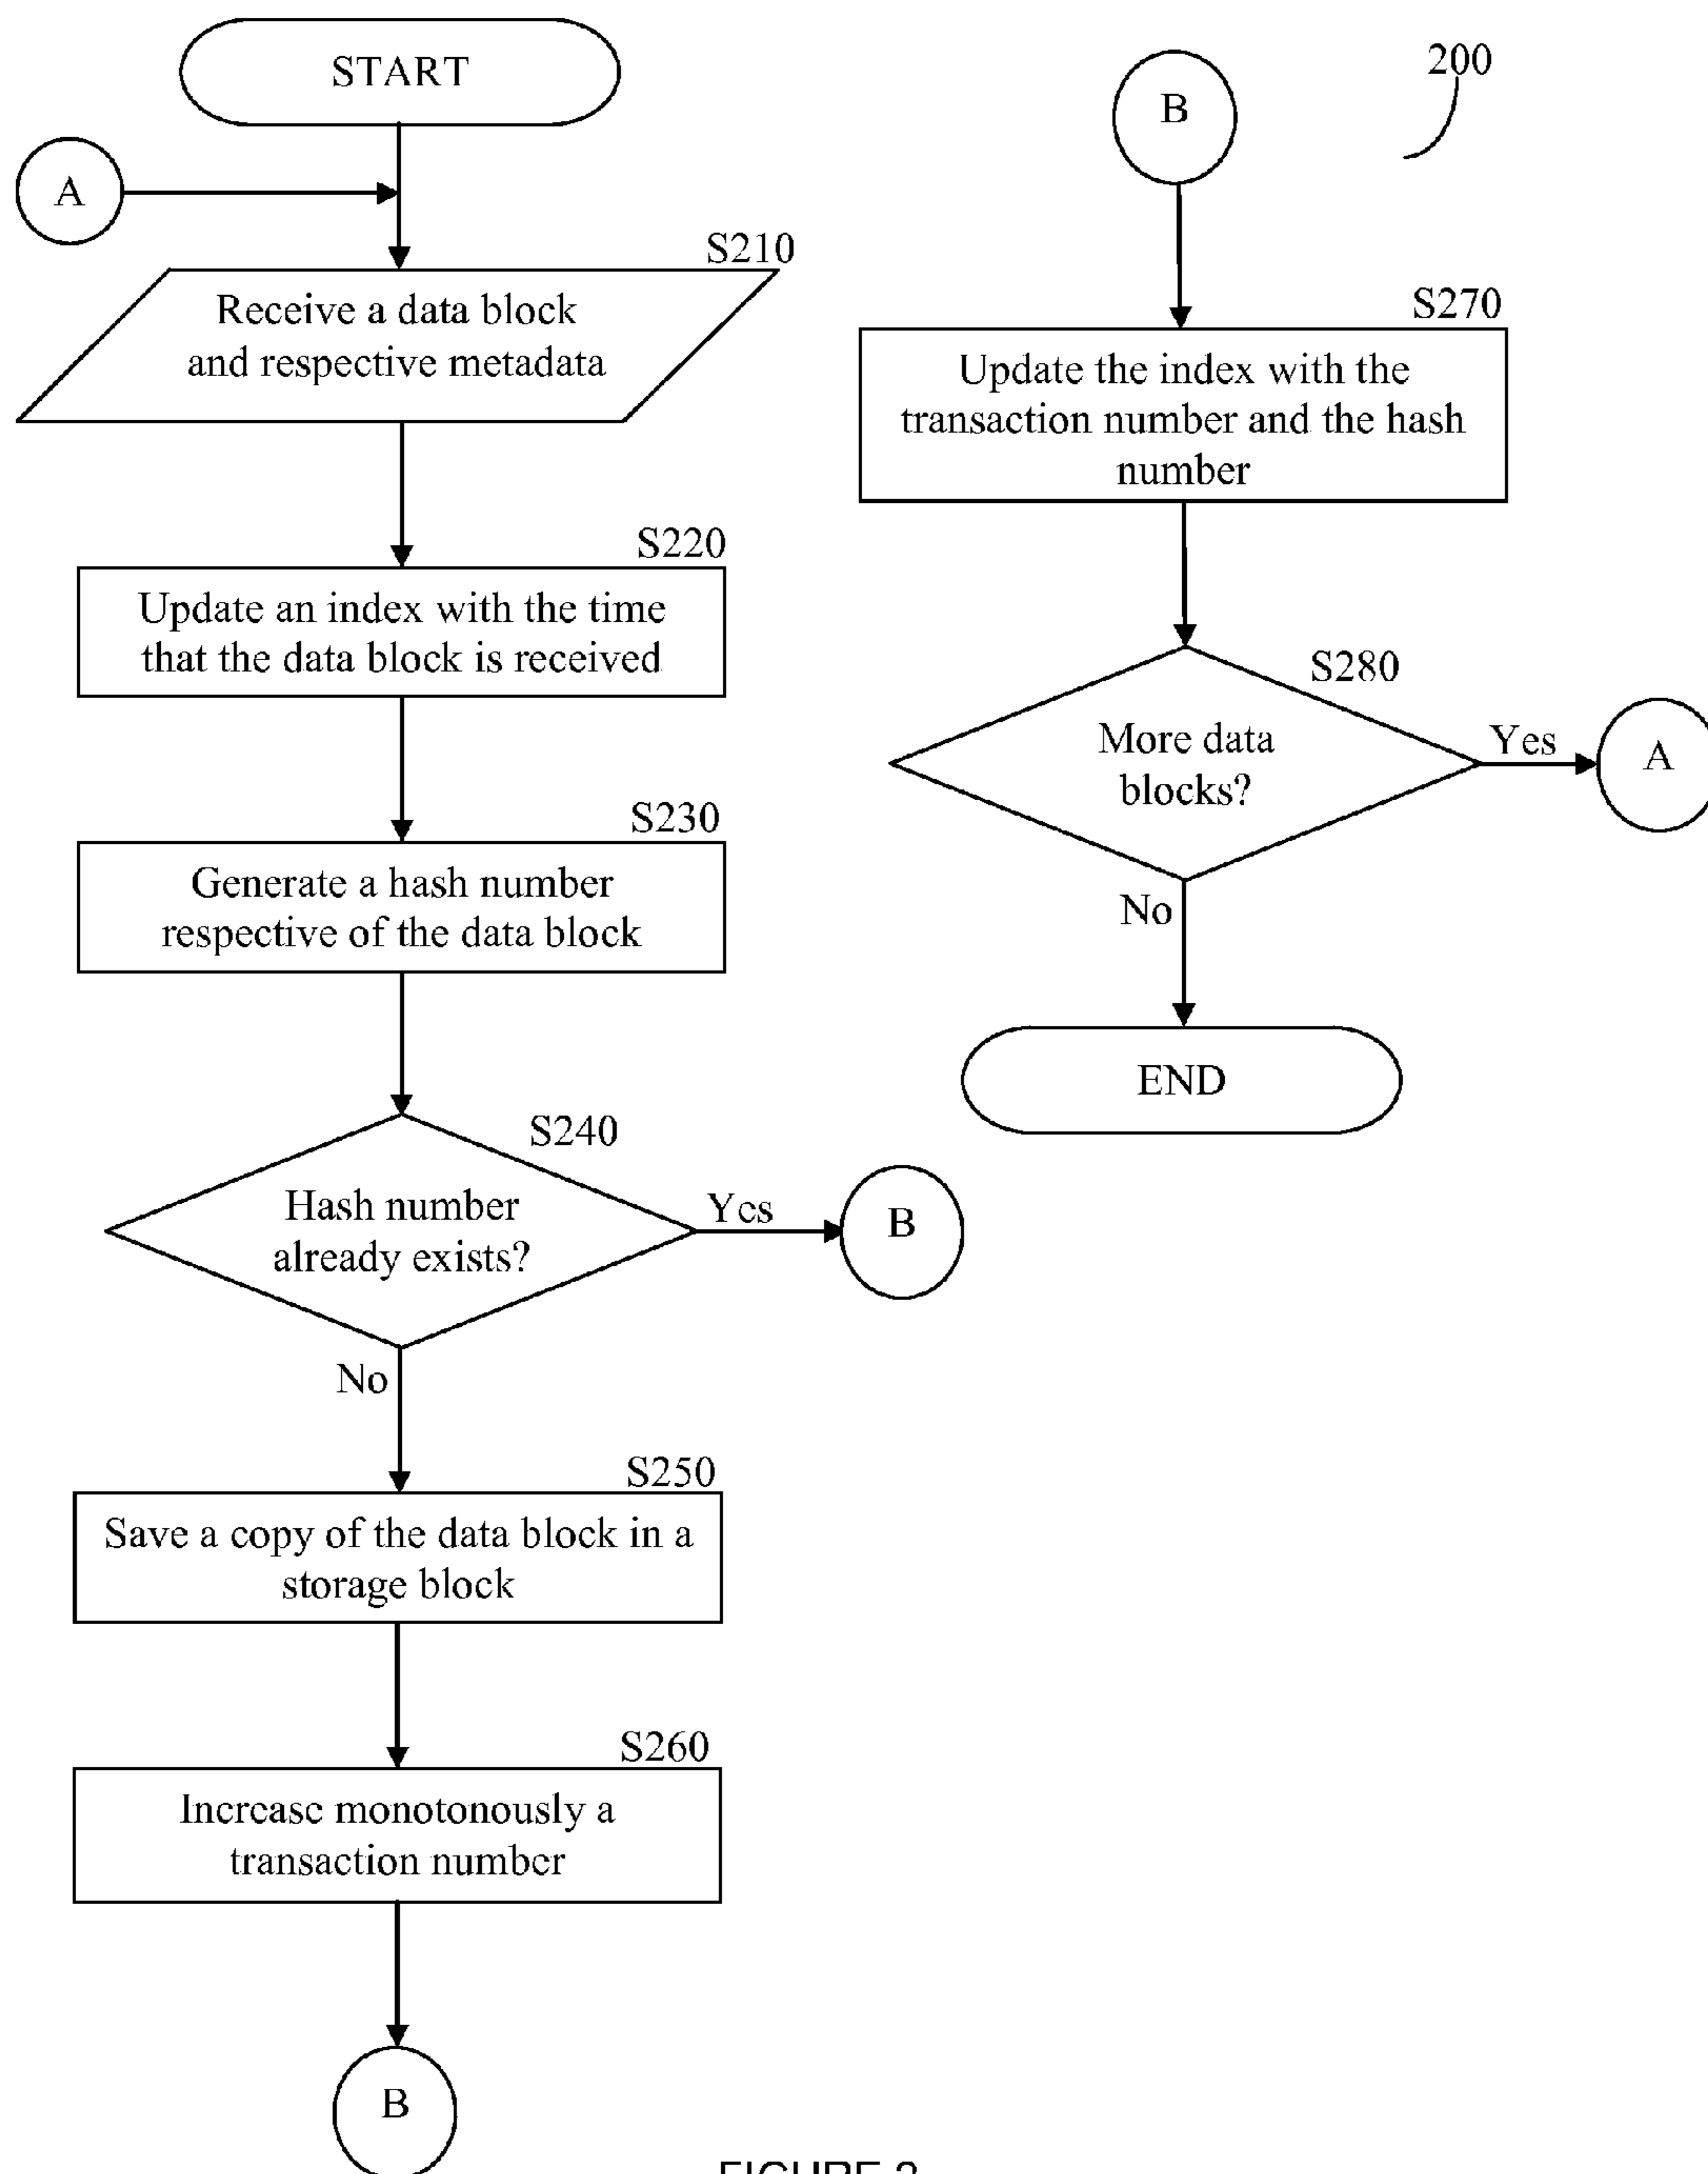 START
A
S210
Receive a data block
and respective metadata
S220
Update an index with the time
that the data block is received
S230
Generate a hash number
respective of the data block
S240
Hash number
already exists?
Yes
B
No
S250
Save a copy of the data block in a
storage block
S260
Increase monotonously a
transaction number
B
200
B
S270
Update the index with the
transaction number and the hash
number
S280
More data
blocks?
Yes
A
No
END
FIGURE 2